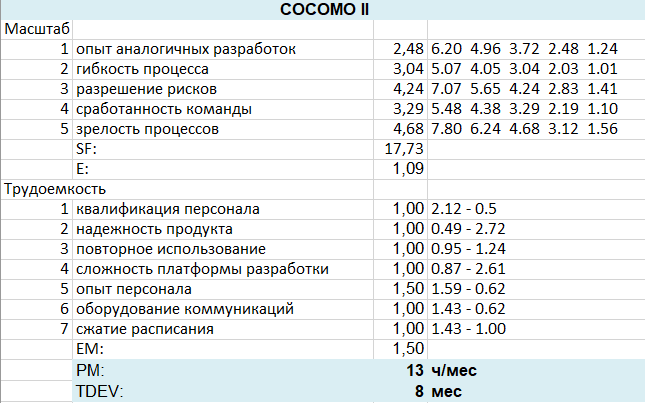 COCOMO II
Масштаб
1 опыт аналогичных разработок 2,48 6.20 4.96 3.72 2.48 1.24
2 гибкость процесса 3,04 5.07 4.05 3.04 2.03 1.01
3 разрешение рисков 4,24 7.07 5.65 4.24 2.83 1.41
4 сработанность команды 3,29 5.48 4.38 3.29 2.19 1.10
5 зрелость процессов 4,68 7.80 6.24 4.68 3.12 1.56
SF: 17,73
E: 1,09
Трудоемкость
1 квалификация персонала 1,00 2.12 - 0.5
2 надежность продукта 1,00 0.49 - 2.72
3 повторное использование 1,00 0.95 - 1.24
4 сложность платформы разработки 1,00 0.87 - 2.61
5 опыт персонала 1,50 1.59 - 0.62
6 оборудование коммуникаций 1,00 1.43 - 0.62
7 сжатие расписания 1,00 1.43 - 1.00
EM: 1,50
PM: 13 ч/мес
TDEV: 8 мес